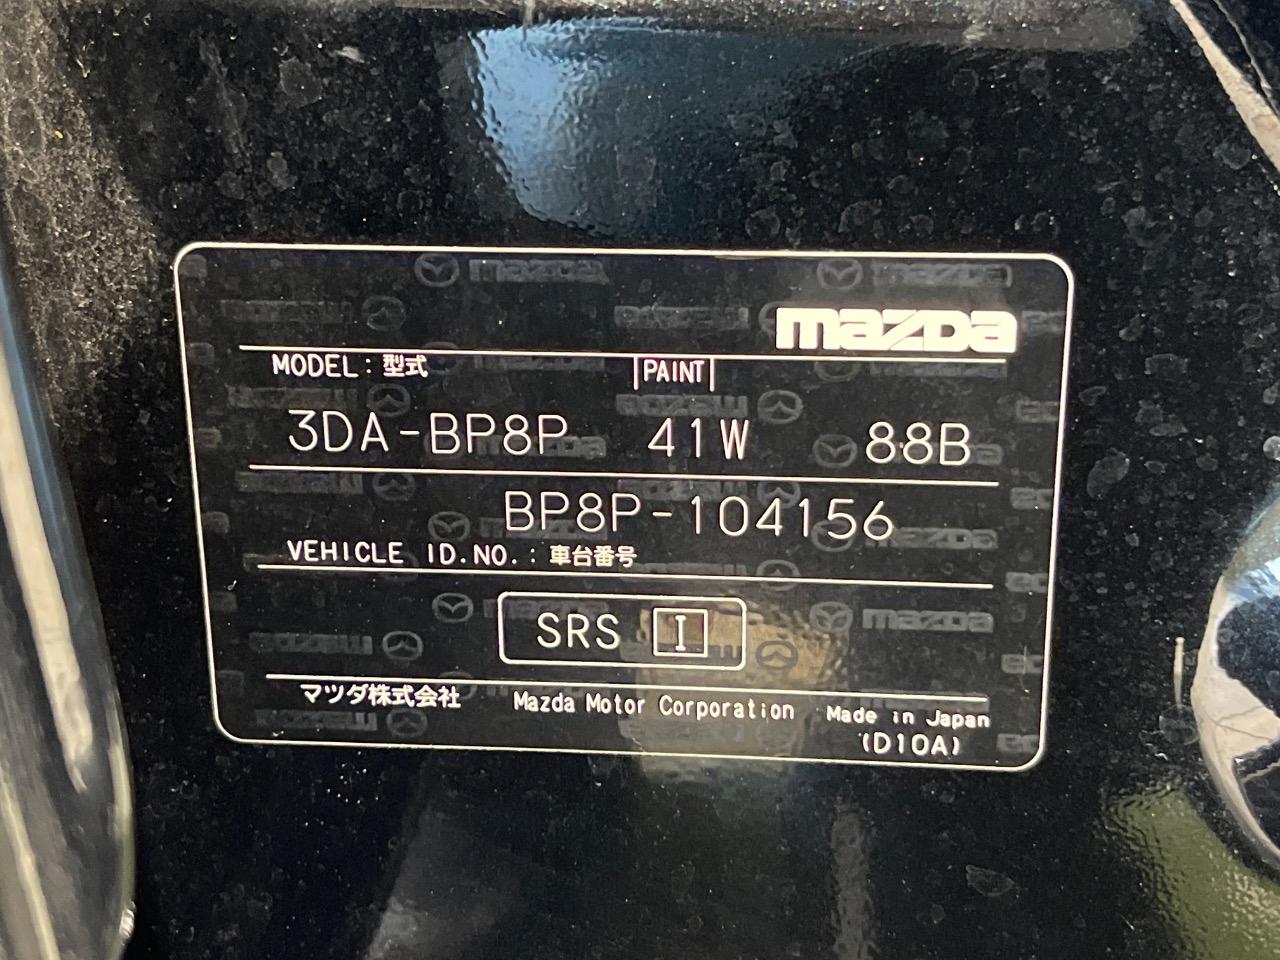 mazda
MODEL : 型式 PAINT
3DA-BP8P 41W 88B
BP8P-104156
VEHICLE ID.NO. : 車台番号
SRS I
マツダ株式会社 Mazda Motor Corporation Made in Japan
(D10A)